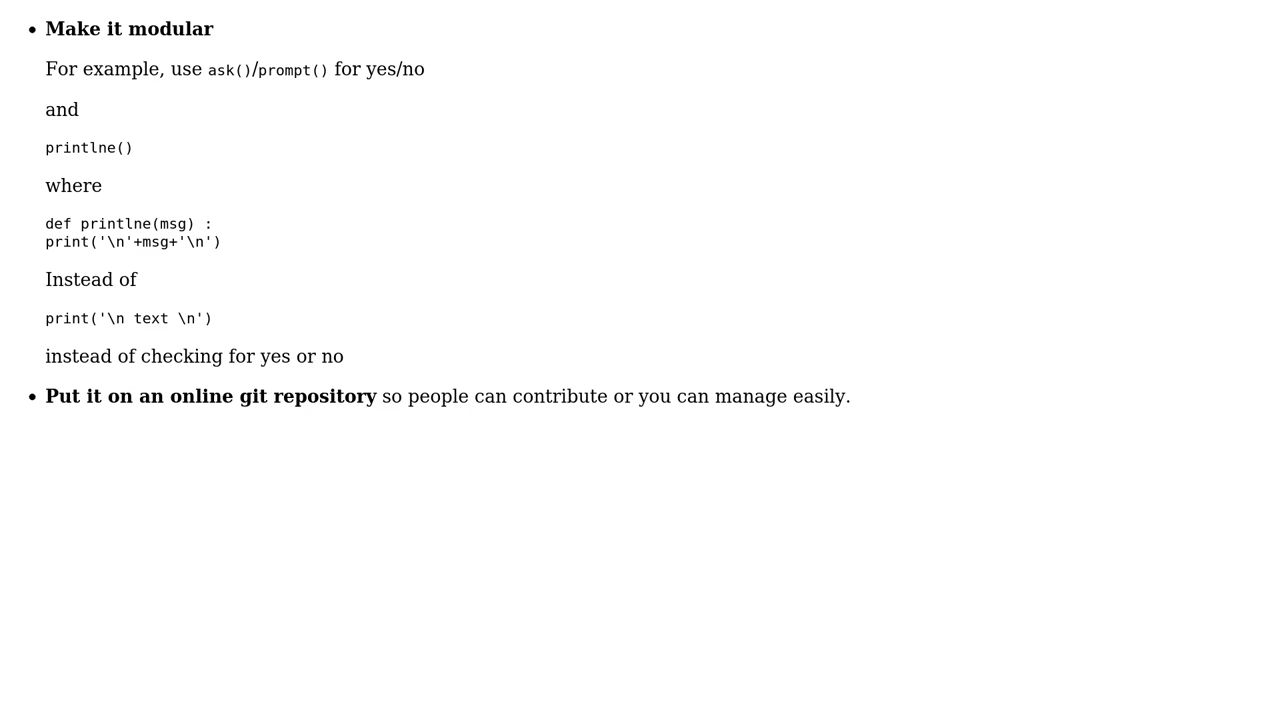 • Make it modular
For example, use ask()/prompt() for yes/no
and
printlne()
where
def printlne(msg) :
print('\n'+msg+'\n')
Instead of
print('\n text \n')
instead of checking for yes or no
• Put it on an online git repository so people can contribute or you can manage easily.